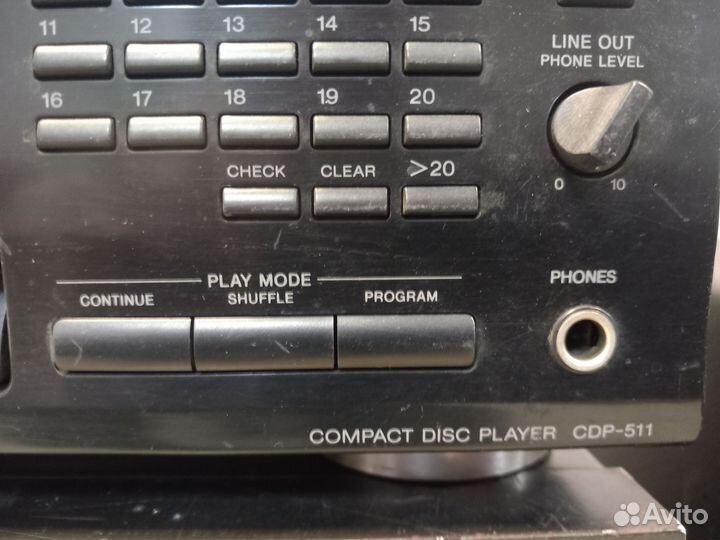 11 12 13 14 15
LINE OUT
PHONE LEVEL
16 17 18 19 20
0 10
CHECK CLEAR >20
PLAY MODE
CONTINUE SHUFFLE PROGRAM
PHONES
COMPACT DISC PLAYER CDP-511
Avito